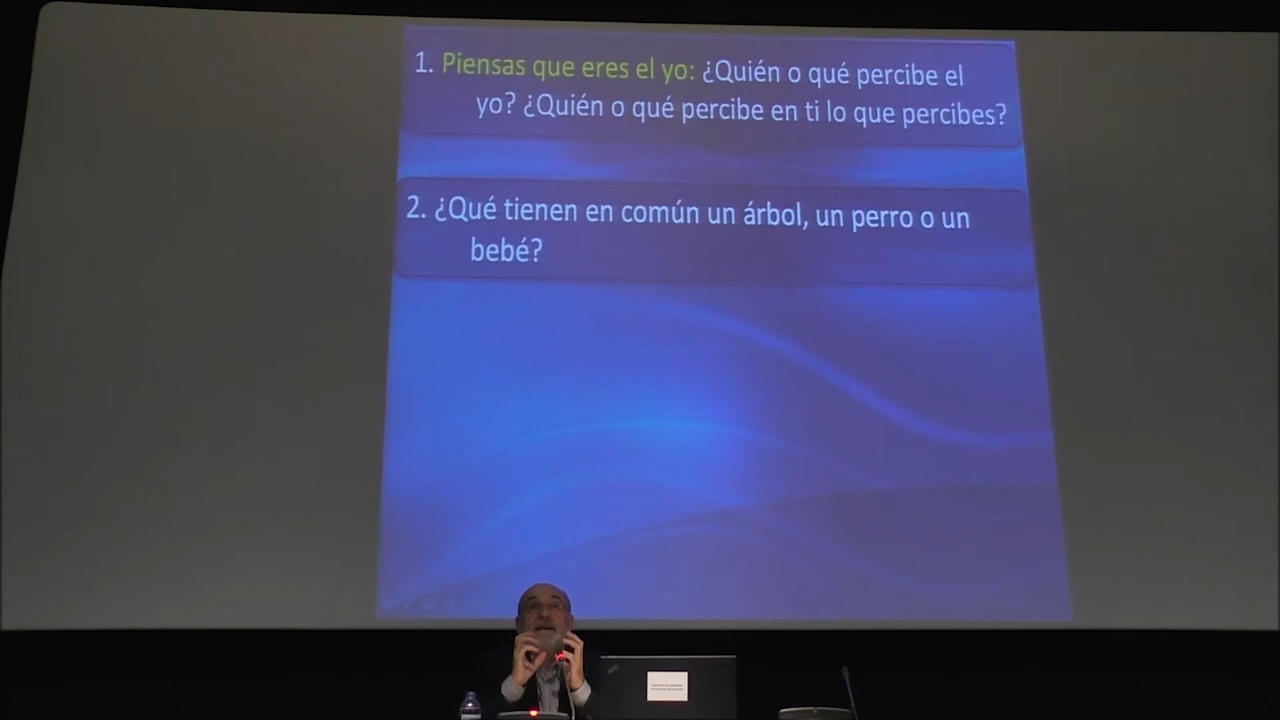 1. Piensas que eres el yo: ¿Quién o qué percibe el
yo? ¿Quién o qué percibe en ti lo que percibes?
2. ¿Qué tienen en común un árbol, un perro o un
bebé?